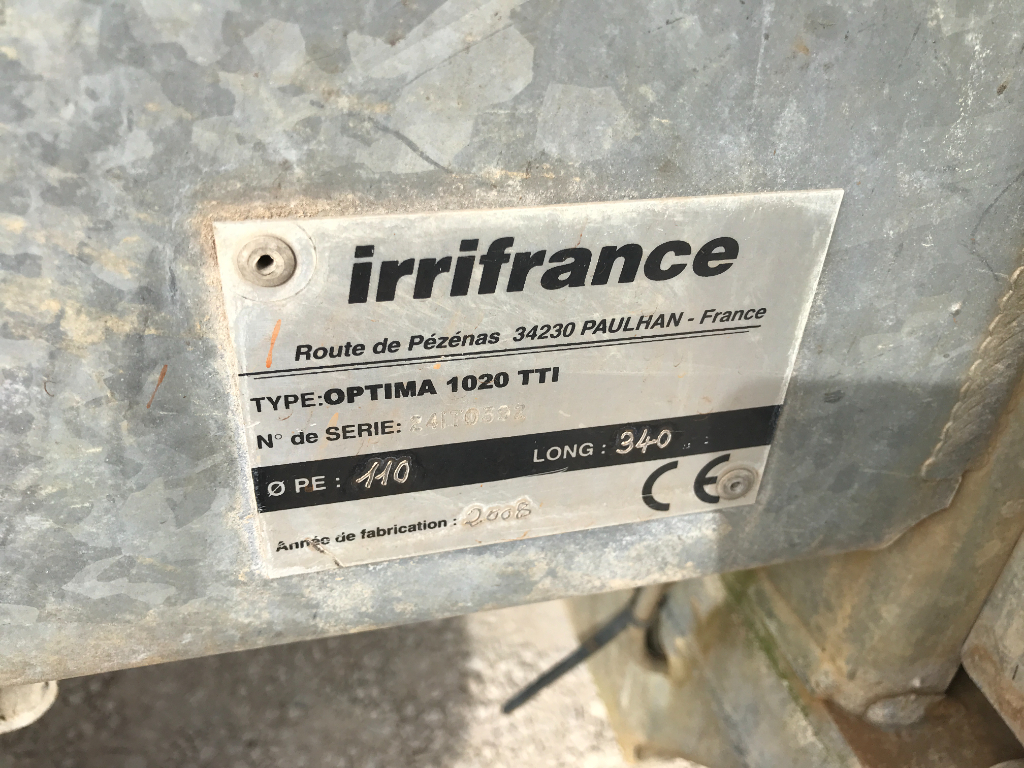 irrifrance
Route de Pézénas 34230 PAULHAN - France
TYPE:OPTIMA 1020 TTI
N° de SERIE:
Ø PE : 110 LONG : 340
CE
Année de fabrication : 2008